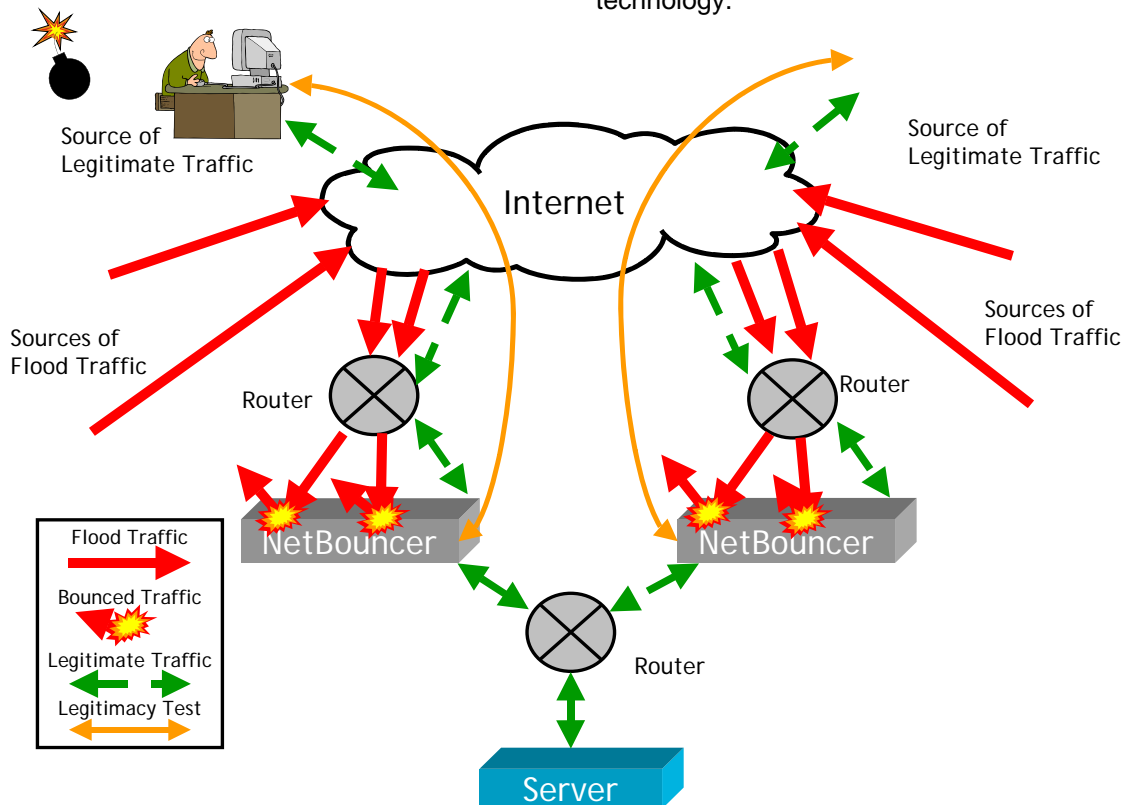 technology.
Source of
Legitimate Traffic
Source of
Legitimate Traffic
Internet
Sources of
Flood Traffic
Sources of
Flood Traffic
Router
Router
NetBouncer
NetBouncer
Flood Traffic
Bounced Traffic
Legitimate Traffic
Legitimacy Test
Router
Server